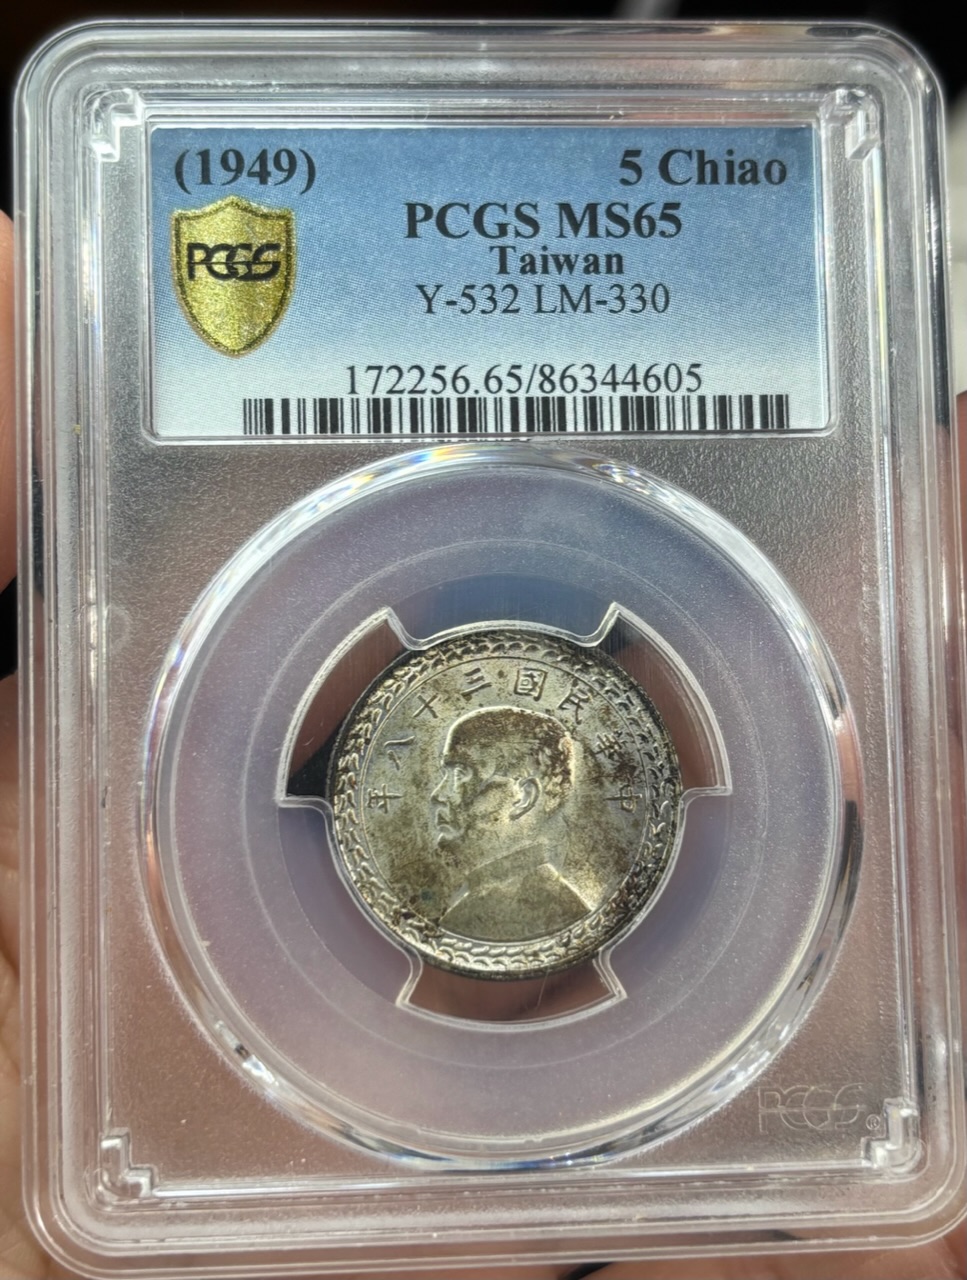 (1949) 5 Chiao
PCGS MS65
Taiwan
PCGS
Y-532 LM-330
172256.65/86344605
中華民國三十八年
PCGS®